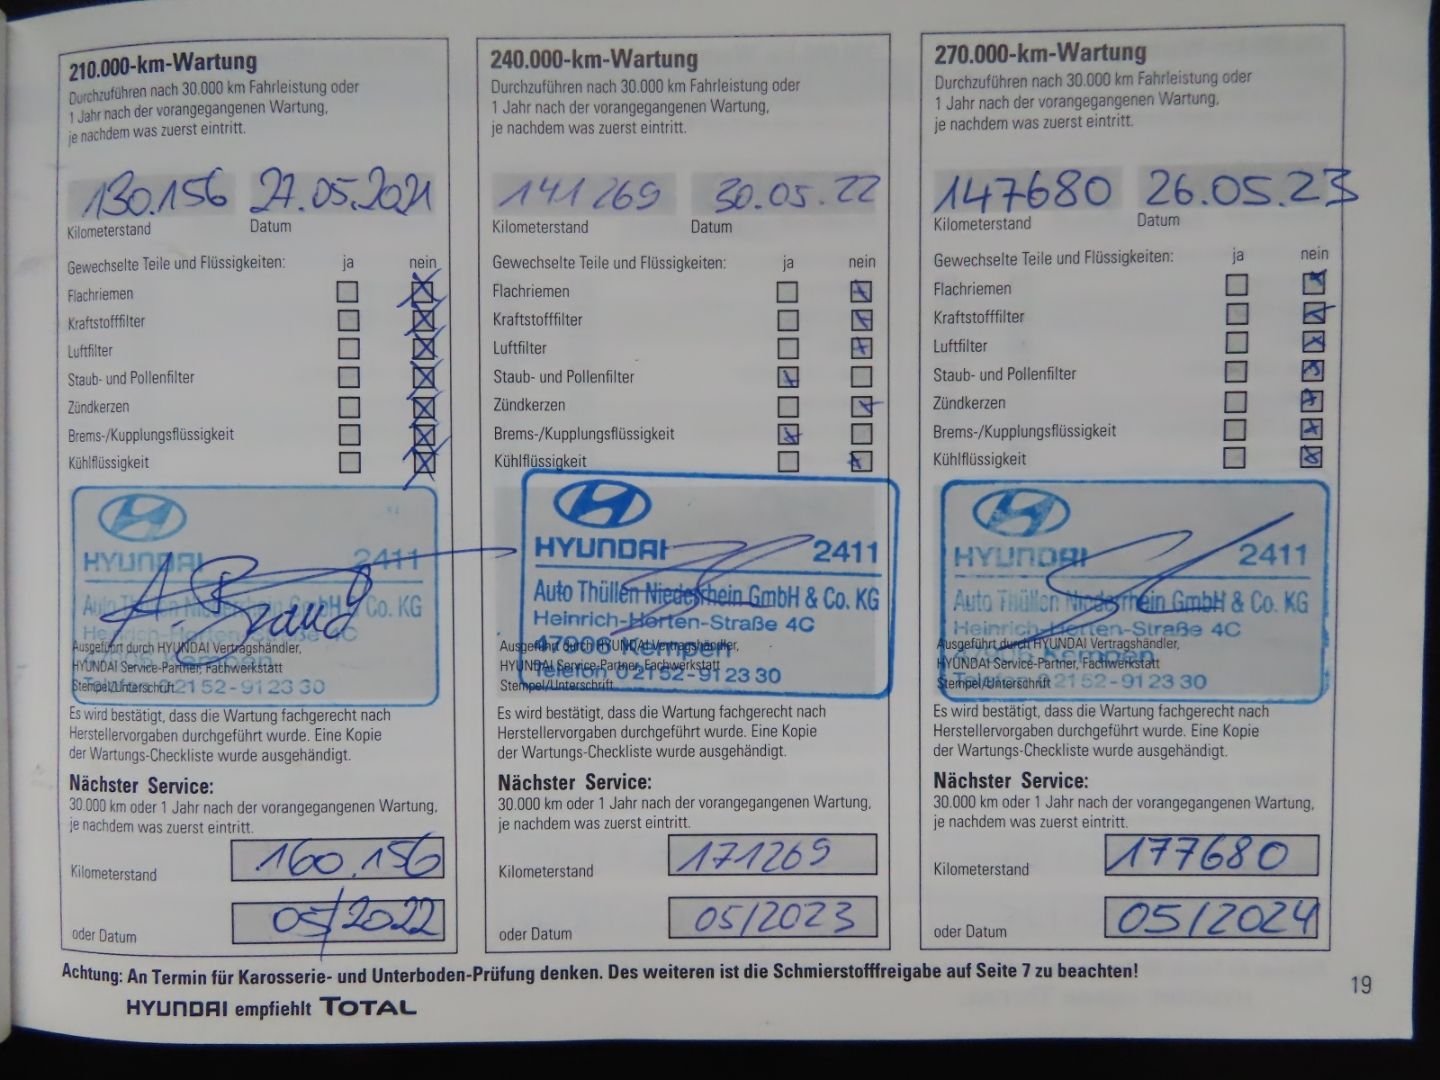 210.000-km-Wartung
Durchzuführen nach 30.000 km Fahrleistung oder
1 Jahr nach der vorangegangenen Wartung,
je nachdem was zuerst eintritt.
130.156 27.05.2021
Kilometerstand Datum
Gewechselte Teile und Flüssigkeiten: ja nein
Flachriemen
Kraftstofffilter
Luftfilter
Staub- und Pollenfilter
Zündkerzen
Brems-/Kupplungsflüssigkeit
Kühlflüssigkeit
HYUNDAI 2411
Auto Thüllen Niederrhein GmbH & Co. KG
Heinrich-Horten-Straße 4C
Ausgeführt durch HYUNDAI Vertragshändler,
47906 Kempen
HYUNDAI Service-Partner, Fachwerkstatt
Telefon 02152-912330
Stempel/Unterschrift
Es wird bestätigt, dass die Wartung fachgerecht nach
Herstellervorgaben durchgeführt wurde. Eine Kopie
der Wartungs-Checkliste wurde ausgehändigt.
Nächster Service:
30.000 km oder 1 Jahr nach der vorangegangenen Wartung,
je nachdem was zuerst eintritt.
Kilometerstand 160.156
oder Datum 05/2022
240.000-km-Wartung
Durchzuführen nach 30.000 km Fahrleistung oder
1 Jahr nach der vorangegangenen Wartung,
je nachdem was zuerst eintritt.
141269 30.05.22
Kilometerstand Datum
Gewechselte Teile und Flüssigkeiten: ja nein
Flachriemen
Kraftstofffilter
Luftfilter
Staub- und Pollenfilter
Zündkerzen
Brems-/Kupplungsflüssigkeit
Kühlflüssigkeit
HYUNDAI 2411
Auto Thüllen Niederrhein GmbH & Co. KG
Heinrich-Horten-Straße 4C
Ausgeführt durch HYUNDAI Vertragshändler,
47906 Kempen
HYUNDAI Service-Partner, Fachwerkstatt
Telefon 02152-912330
Stempel/Unterschrift
Es wird bestätigt, dass die Wartung fachgerecht nach
Herstellervorgaben durchgeführt wurde. Eine Kopie
der Wartungs-Checkliste wurde ausgehändigt.
Nächster Service:
30.000 km oder 1 Jahr nach der vorangegangenen Wartung,
je nachdem was zuerst eintritt.
Kilometerstand 171269
oder Datum 05/2023
270.000-km-Wartung
Durchzuführen nach 30.000 km Fahrleistung oder
1 Jahr nach der vorangegangenen Wartung,
je nachdem was zuerst eintritt.
147680 26.05.23
Kilometerstand Datum
Gewechselte Teile und Flüssigkeiten: ja nein
Flachriemen
Kraftstofffilter
Luftfilter
Staub- und Pollenfilter
Zündkerzen
Brems-/Kupplungsflüssigkeit
Kühlflüssigkeit
HYUNDAI 2411
Auto Thüllen Niederrhein GmbH & Co. KG
Heinrich-Horten-Straße 4C
Ausgeführt durch HYUNDAI Vertragshändler,
47906 Kempen
HYUNDAI Service-Partner, Fachwerkstatt
Telefon 02152-912330
Stempel/Unterschrift
Es wird bestätigt, dass die Wartung fachgerecht nach
Herstellervorgaben durchgeführt wurde. Eine Kopie
der Wartungs-Checkliste wurde ausgehändigt.
Nächster Service:
30.000 km oder 1 Jahr nach der vorangegangenen Wartung,
je nachdem was zuerst eintritt.
Kilometerstand 177680
oder Datum 05/2024
Achtung: An Termin für Karosserie- und Unterboden-Prüfung denken. Des weiteren ist die Schmierstofffreigabe auf Seite 7 zu beachten!
HYUNDAI empfiehlt TOTAL
19